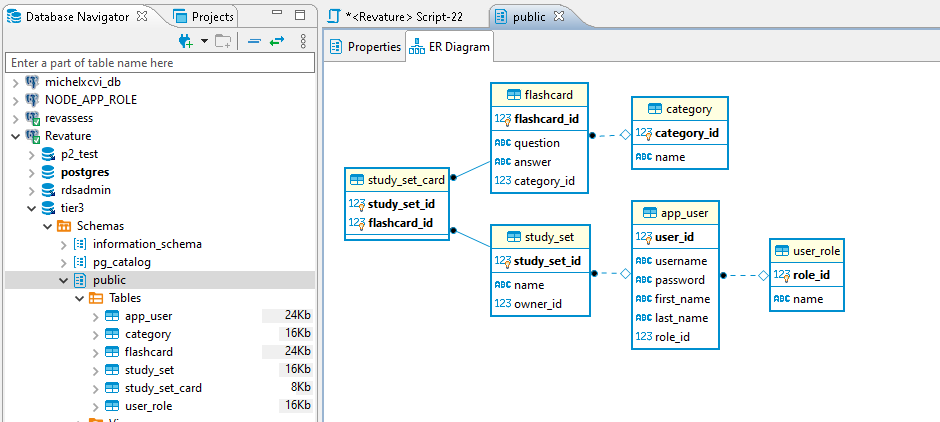 Database Navigator
Projects
Enter a part of table name here
michelxcvi_db
NODE_APP_ROLE
revassess
Revature
p2_test
postgres
rdsadmin
tier3
Schemas
information_schema
pg_catalog
public
Tables
app_user 24Kb
category 16Kb
flashcard 24Kb
study_set 16Kb
study_set_card 8Kb
user_role 16Kb
*<Revature> Script-22
public
Properties
ER Diagram
study_set_card
123 study_set_id
123 flashcard_id
flashcard
123 flashcard_id
ABC question
ABC answer
123 category_id
category
123 category_id
ABC name
study_set
123 study_set_id
ABC name
123 owner_id
app_user
123 user_id
ABC username
ABC password
ABC first_name
ABC last_name
123 role_id
user_role
123 role_id
ABC name